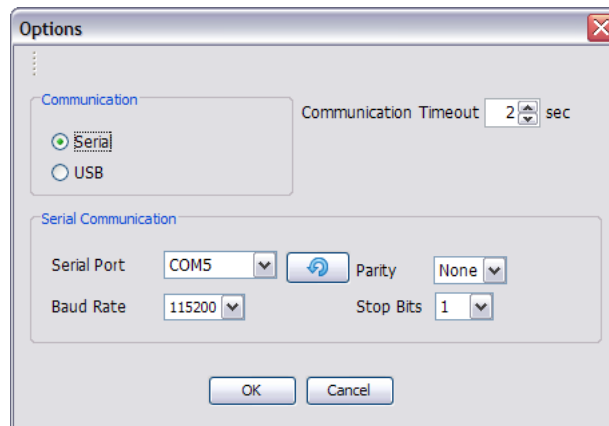 Options
Communication
Communication Timeout 2 sec
Serial
USB
Serial Communication
Serial Port COM5 Parity None
Baud Rate 115200 Stop Bits 1
OK Cancel